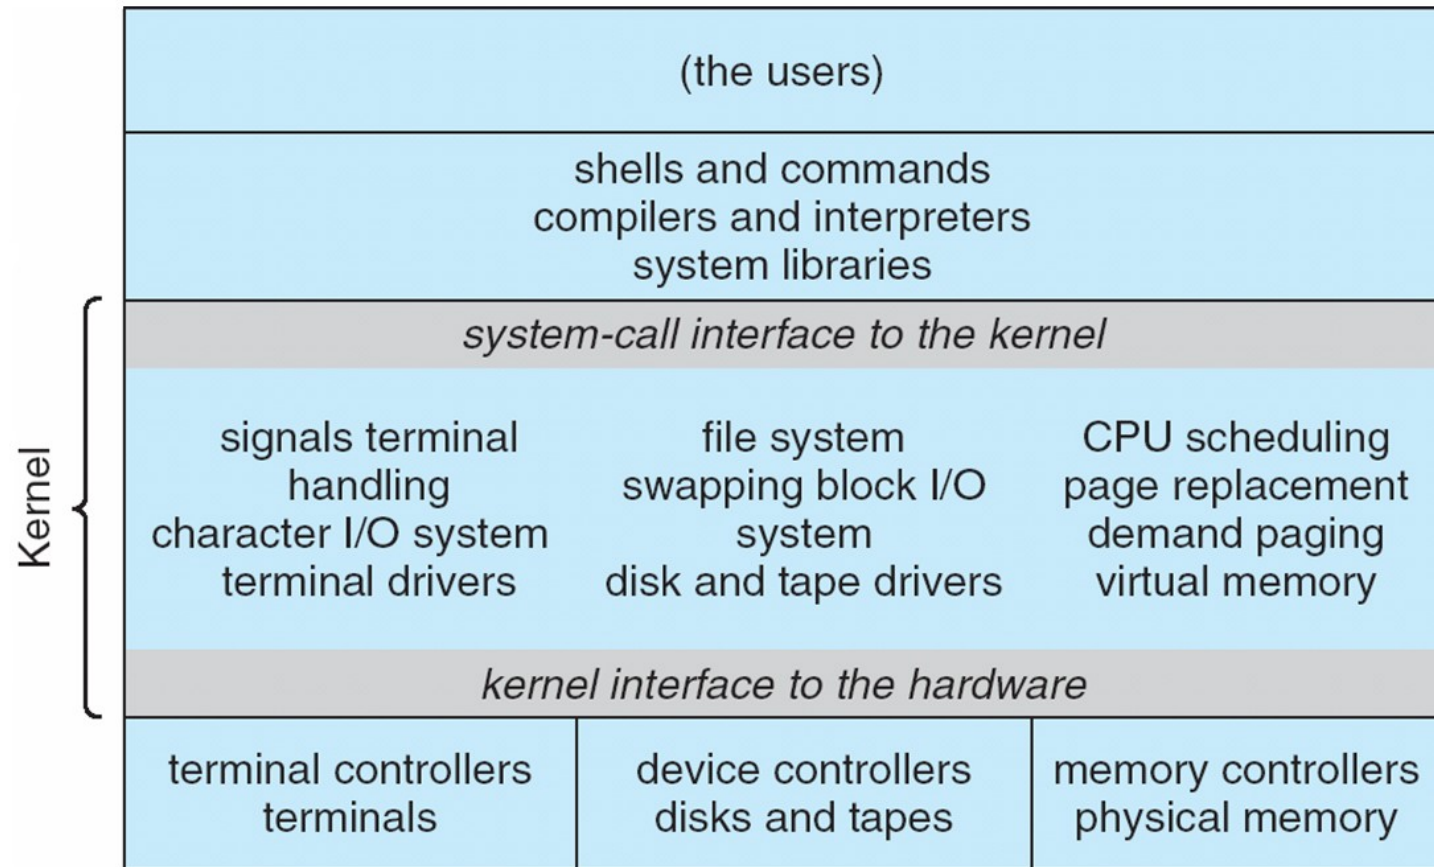 (the users)
shells and commands
compilers and interpreters
system libraries
system-call interface to the kernel
Kernel
signals terminal
handling
character I/O system
terminal drivers
file system
swapping block I/O
system
disk and tape drivers
CPU scheduling
page replacement
demand paging
virtual memory
kernel interface to the hardware
terminal controllers
terminals
device controllers
disks and tapes
memory controllers
physical memory